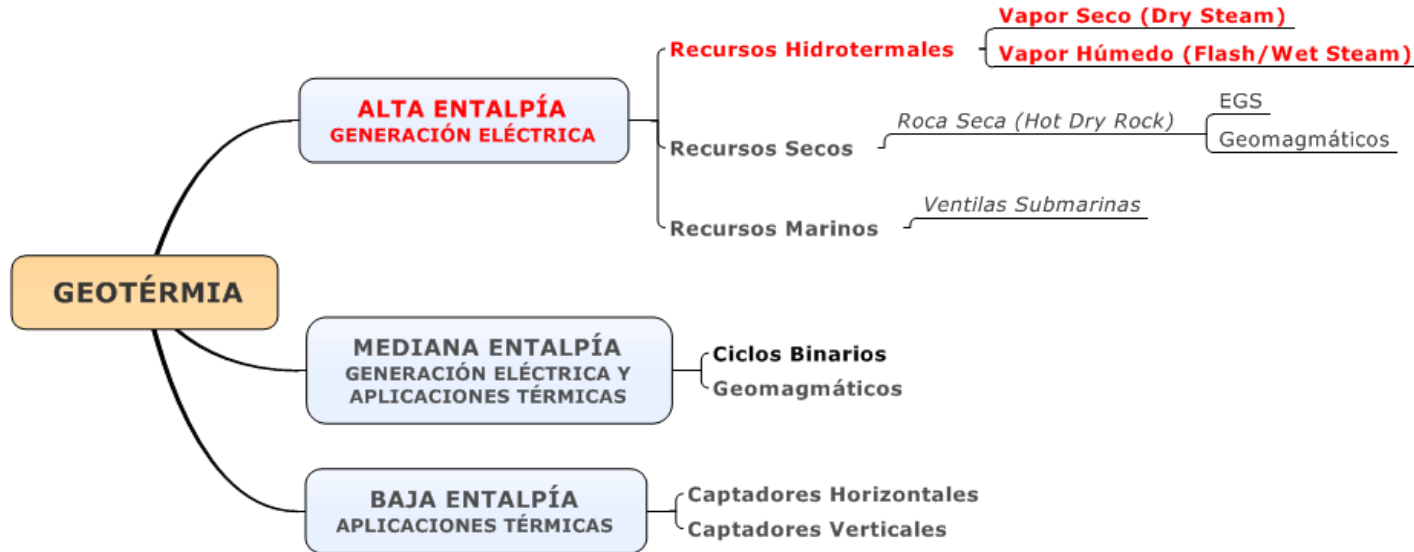 GEOTÉRMIA
ALTA ENTALPÍA
GENERACIÓN ELÉCTRICA
Recursos Hidrotermales
Vapor Seco (Dry Steam)
Vapor Húmedo (Flash/Wet Steam)
Recursos Secos
Roca Seca (Hot Dry Rock)
EGS
Geomagmáticos
Recursos Marinos
Ventilas Submarinas
MEDIANA ENTALPÍA
GENERACIÓN ELÉCTRICA Y
APLICACIONES TÉRMICAS
Ciclos Binarios
Geomagmáticos
BAJA ENTALPÍA
APLICACIONES TÉRMICAS
Captadores Horizontales
Captadores Verticales